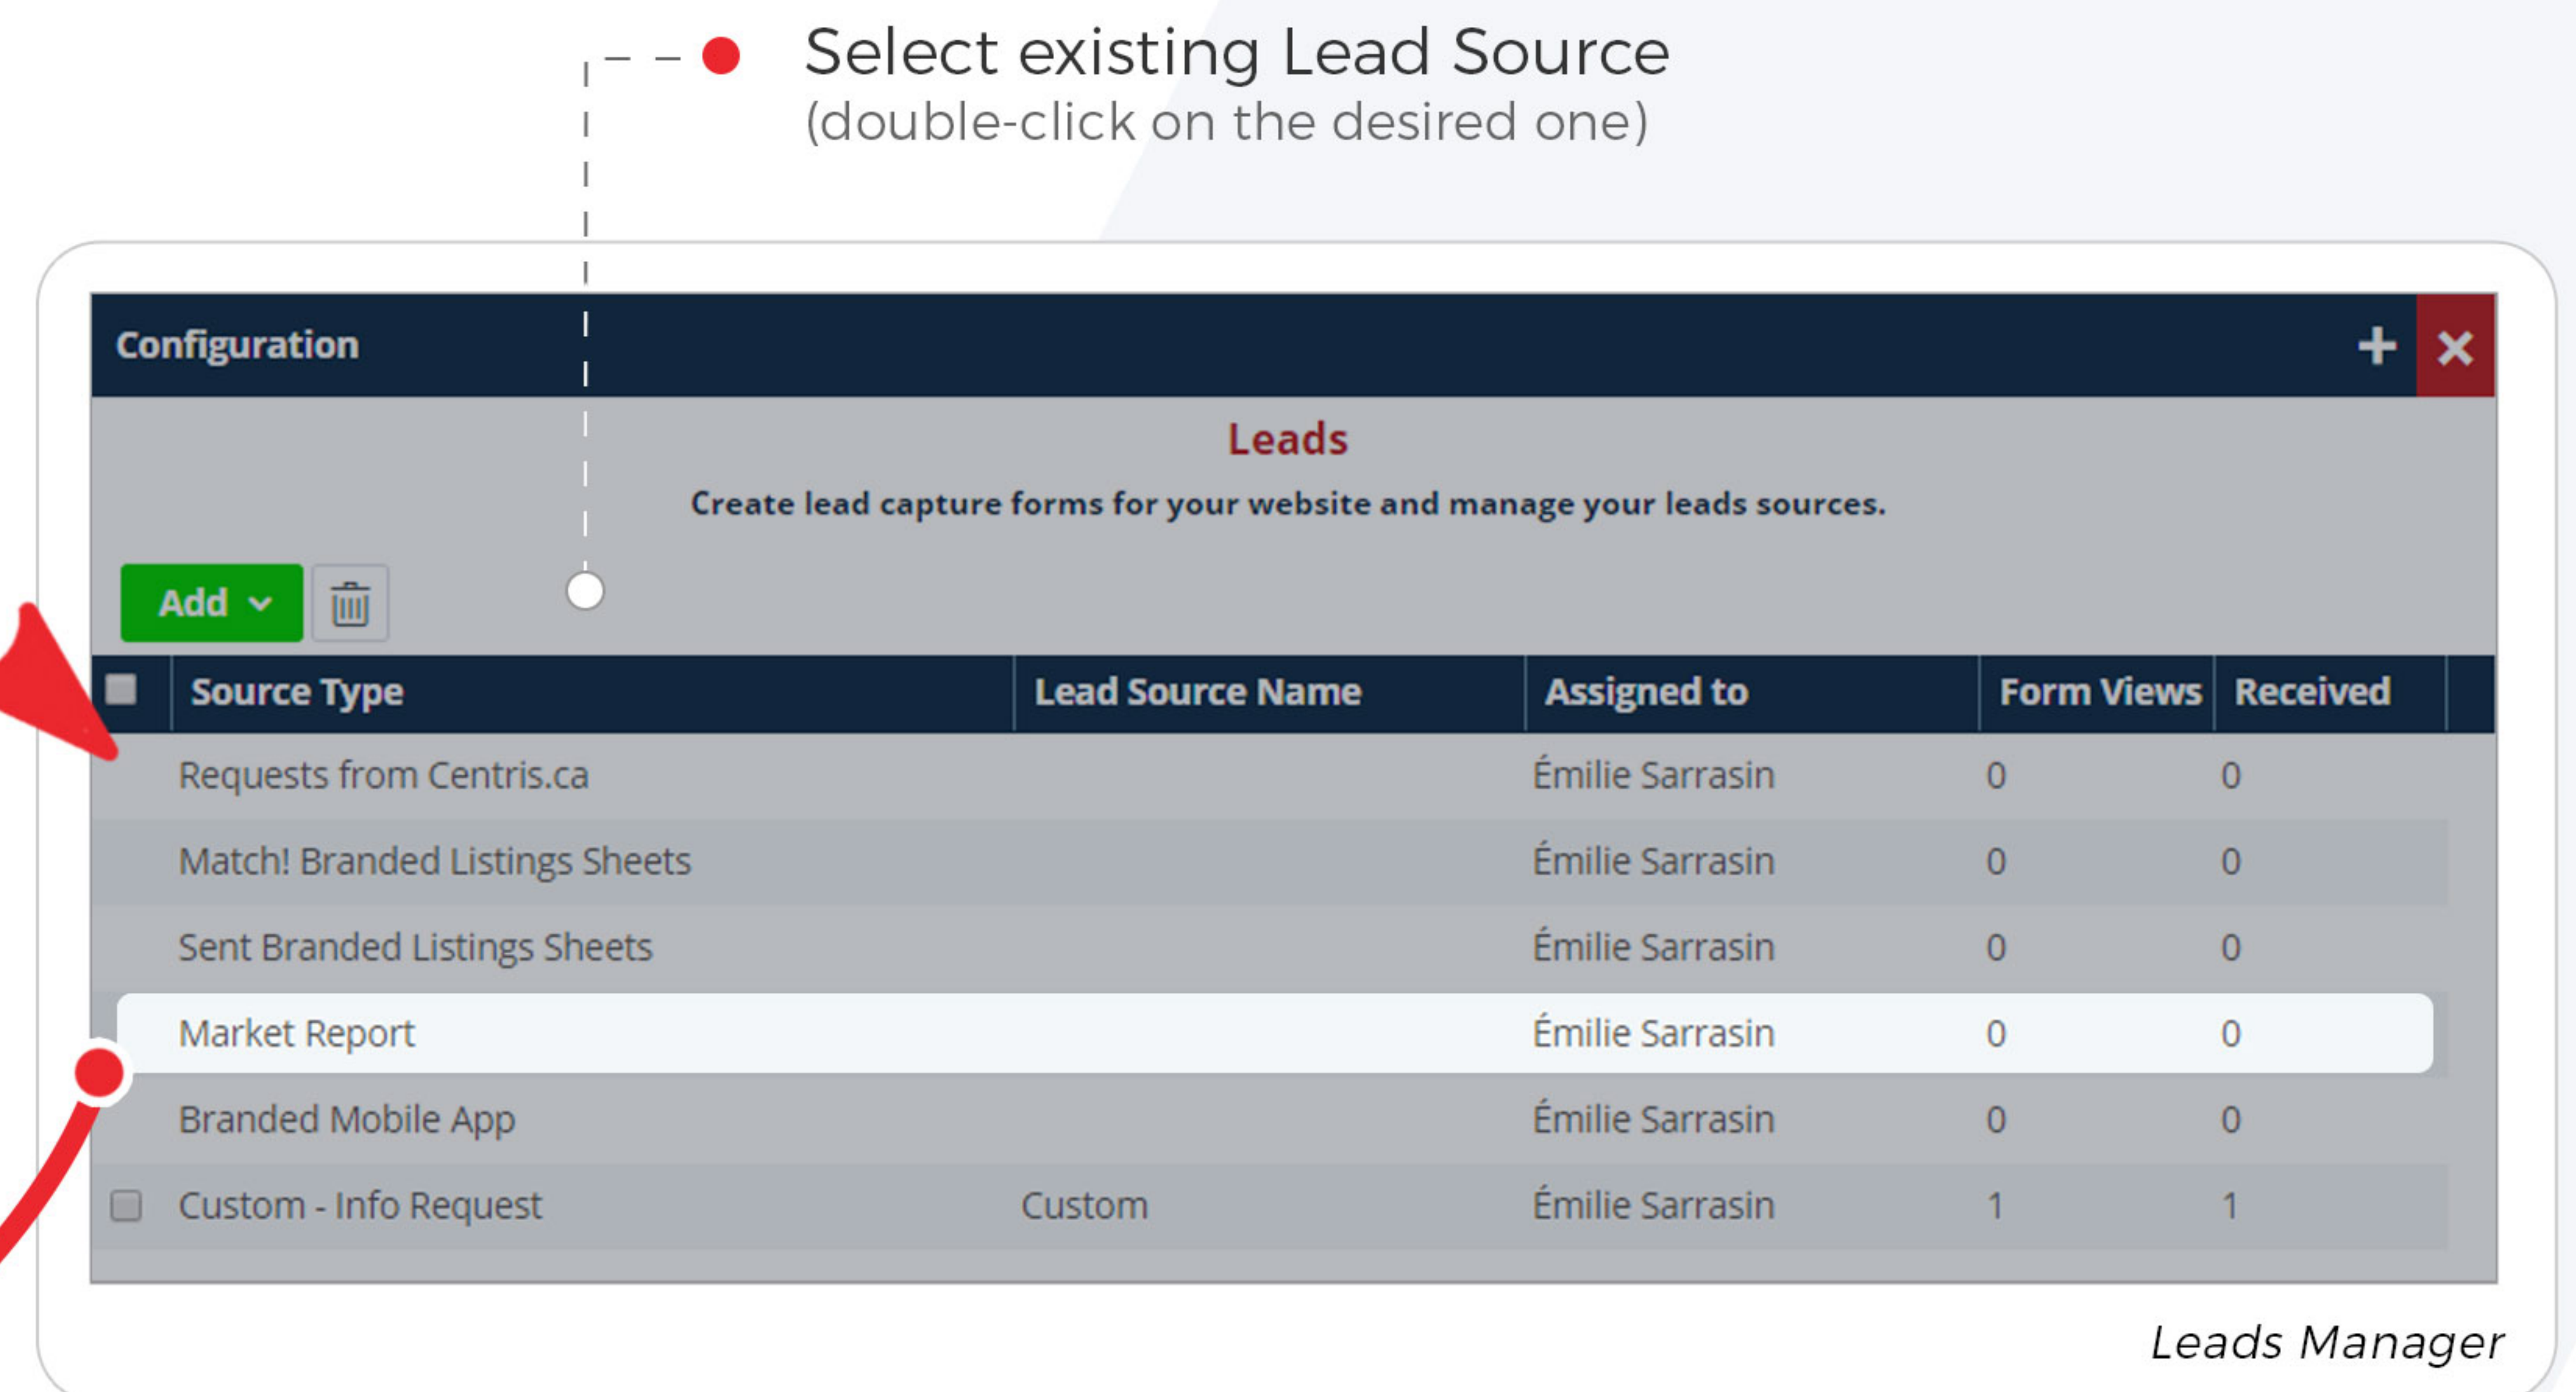 Select existing Lead Source
(double-click on the desired one)
Configuration
Leads
Create lead capture forms for your website and manage your leads sources.
Add
Source Type Lead Source Name Assigned to Form Views Received
Requests from Centris.ca Émilie Sarrasin 0 0
Match! Branded Listings Sheets Émilie Sarrasin 0 0
Sent Branded Listings Sheets Émilie Sarrasin 0 0
Market Report Émilie Sarrasin 0 0
Branded Mobile App Émilie Sarrasin 0 0
Custom - Info Request Custom Émilie Sarrasin 1 1
Leads Manager